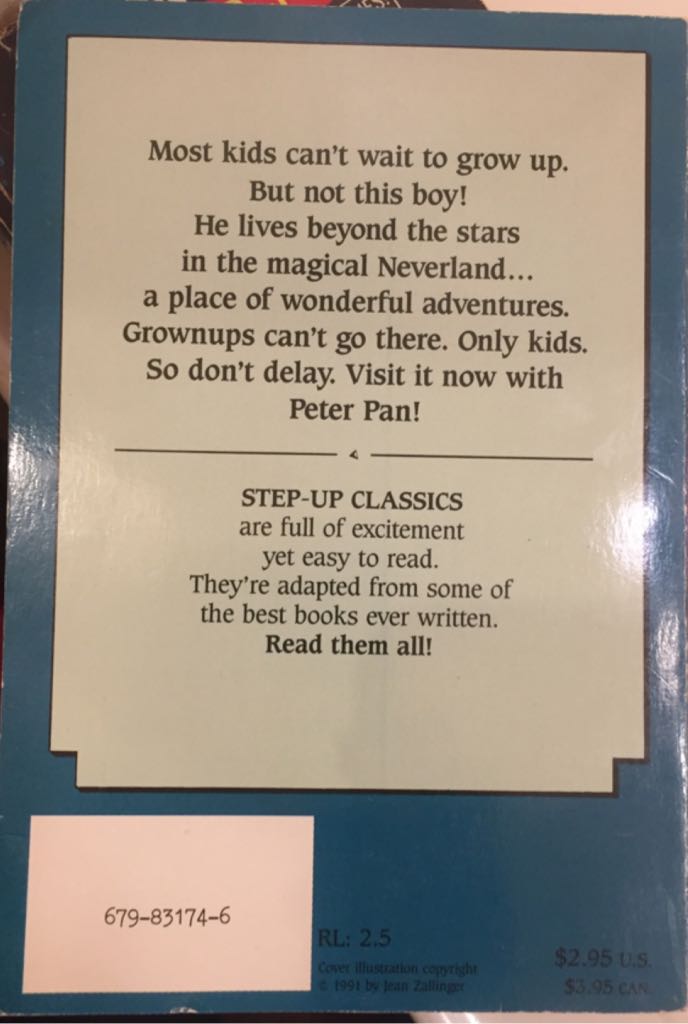 Most kids can't wait to grow up.
But not this boy!
He lives beyond the stars
in the magical Neverland...
a place of wonderful adventures.
Grownups can't go there. Only kids.
So don't delay. Visit it now with
Peter Pan!
STEP-UP CLASSICS
are full of excitement
yet easy to read.
They're adapted from some of
the best books ever written.
Read them all!
679-83174-6
RL: 2.5
Cover illustration copyright
© 1991 by Jean Zallinger
$2.95 U.S.
$3.95 CAN.